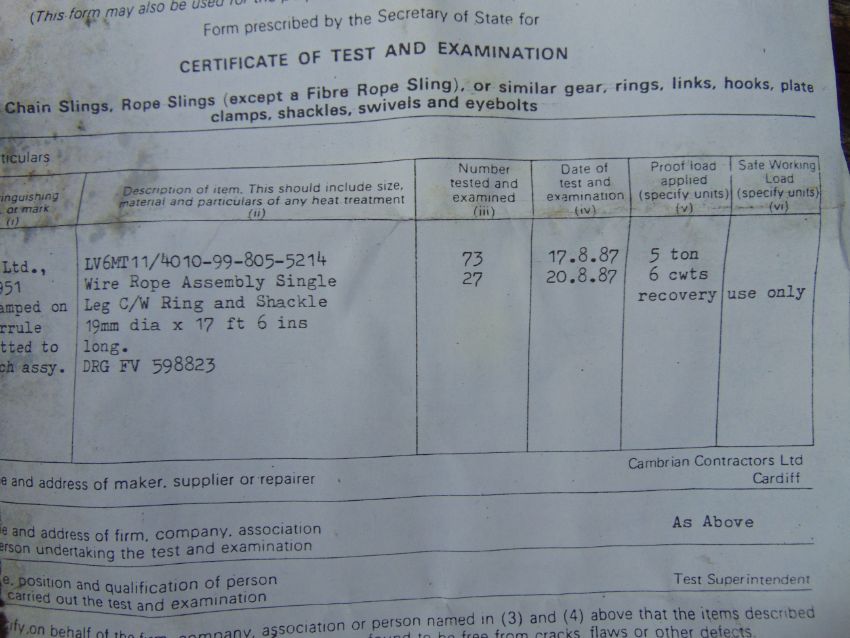 (This form may also be used for the
Form prescribed by the Secretary of State for
CERTIFICATE OF TEST AND EXAMINATION
Chain Slings, Rope Slings (except a Fibre Rope Sling), or similar gear, rings, links, hooks, plate
clamps, shackles, swivels and eyebolts
ticulars
inguishing
or mark
(i)
Description of item. This should include size,
material and particulars of any heat treatment
(ii)
Number
tested and
examined
(iii)
Date of
test and
examination
(iv)
Proof load
applied
(specify units)
(v)
Safe Working
Load
(specify units)
(vi)
Ltd., LV6MT11/4010-99-805-5214 73 17.8.87 5 ton
951 Wire Rope Assembly Single 27 20.8.87 6 cwts
amped on Leg C/W Ring and Shackle recovery use only
rrule 19mm dia x 17 ft 6 ins
tted to long.
ch assy. DRG FV 598823
e and address of maker, supplier or repairer
Cambrian Contractors Ltd
Cardiff
e and address of firm, company, association
erson undertaking the test and examination
As Above
e, position and qualification of person
carried out the test and examination
Test Superintendent
ify on behalf of the firm, company, association or person named in (3) and (4) above that the items described
found to be free from cracks, flaws or other defects.